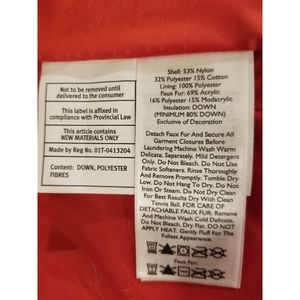 Not to be removed until
delivered to the consumer
This label is affixed in
compliance with Provincial Law
This article contains
NEW MATERIALS ONLY
Made by Reg No. 01T-0413204
Content: DOWN, POLYESTER
FIBRES
Shell: 53% Nylon
32% Polyester 15% Cotton
Lining: 100% Polyester
Faux Fur: 69% Acrylic
16% Polyester 15% Modacrylic
Insulation: DOWN
(MINIMUM 80% DOWN)
Exclusive of Decoration
Detach Faux Fur And Secure All
Garment Closures Before
Laundering Machine Wash Warm
Delicate, Separately. Mild Detergent
Only. Do Not Bleach. Do Not Use
Fabric Softeners. Rinse Thoroughly
And Remove Promptly. Tumble Dry
Low. Do Not Hang To Dry. Do Not Iron
Or Steam. Do Not Dry Clean
For Best Results Dry With Clean
Tennis Ball. FOR CARE OF
DETACHABLE FAUX FUR: Remove And
Machine Wash Cold Delicate.
Do Not Bleach, Dry Flat. DO NOT
APPLY HEAT. Gently Fluff For The
Fullest Appearance.
Faux Fur: